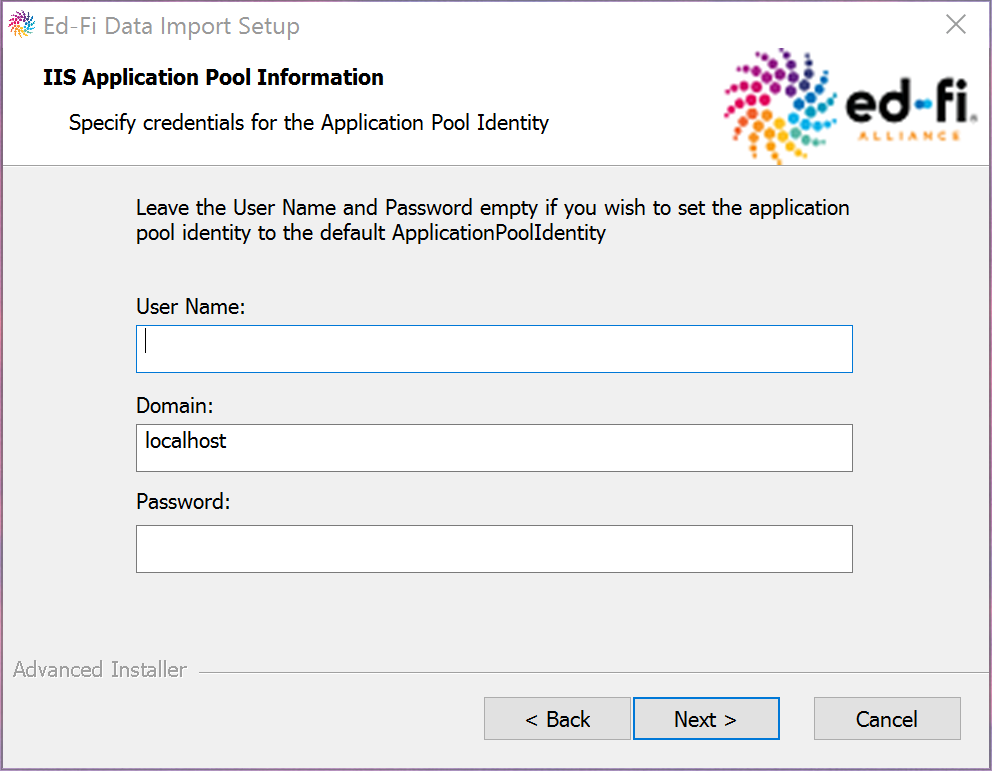 Ed-Fi Data Import Setup
IIS Application Pool Information
Specify credentials for the Application Pool Identity
ed-fi®
ALLIANCE
Leave the User Name and Password empty if you wish to set the application
pool identity to the default ApplicationPoolIdentity
User Name:
Domain:
localhost
Password:
Advanced Installer
< Back
Next >
Cancel